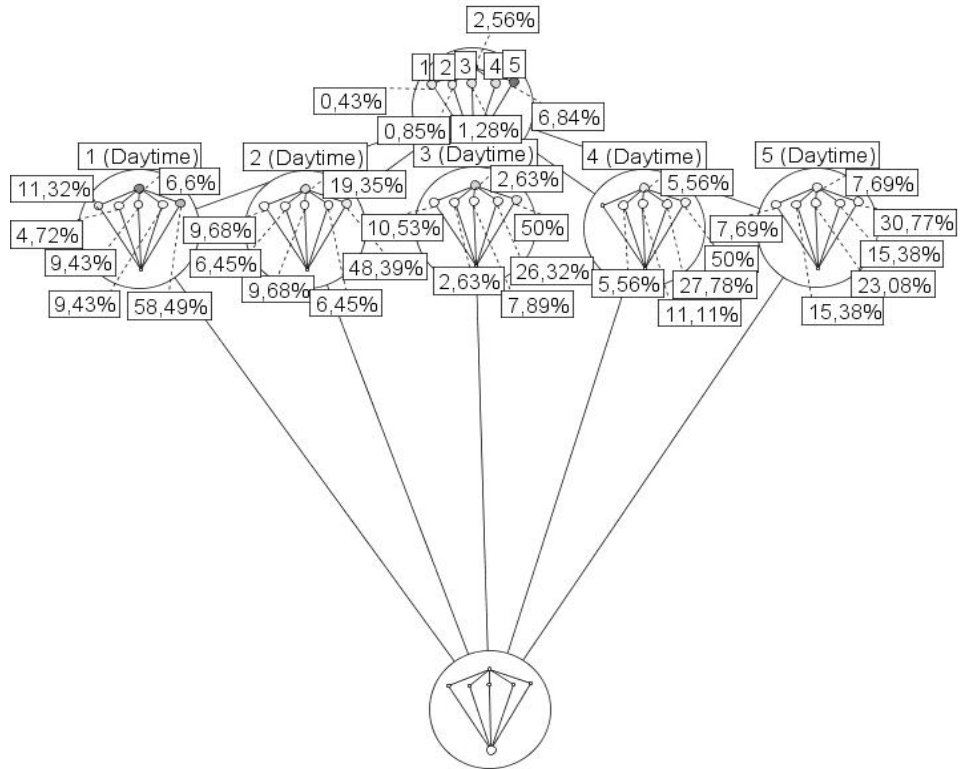 2,56%
1 2 3 4 5
0,43%
6,84%
0,85% 1,28%
1 (Daytime) 2 (Daytime) 3 (Daytime) 4 (Daytime) 5 (Daytime)
11,32% 6,6% 19,35% 2,63% 5,56% 7,69%
4,72% 9,68% 10,53% 50% 7,69% 30,77%
9,43% 6,45% 48,39% 26,32% 50% 15,38%
9,68% 2,63% 5,56% 27,78% 23,08%
9,43% 58,49% 6,45% 7,89% 11,11% 15,38%